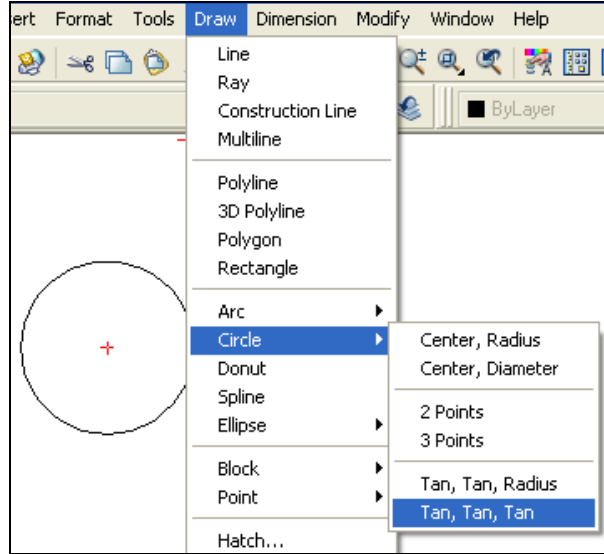 ert Format Tools Draw Dimension Modify Window Help
ByLayer
Line
Ray
Construction Line
Multiline
Polyline
3D Polyline
Polygon
Rectangle
Arc
Circle
Donut
Spline
Ellipse
Block
Point
Hatch...
Center, Radius
Center, Diameter
2 Points
3 Points
Tan, Tan, Radius
Tan, Tan, Tan